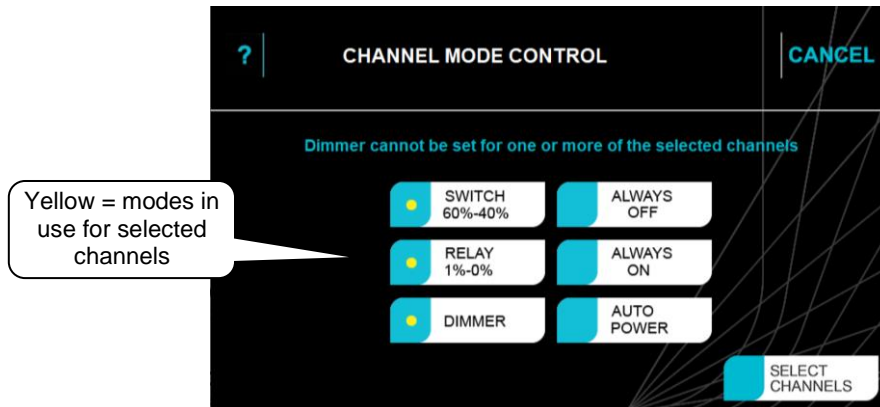 ?
CHANNEL MODE CONTROL
CANCEL
Dimmer cannot be set for one or more of the selected channels
Yellow = modes in
use for selected
channels
SWITCH
60%-40%
ALWAYS
OFF
RELAY
1%-0%
ALWAYS
ON
DIMMER
AUTO
POWER
SELECT
CHANNELS